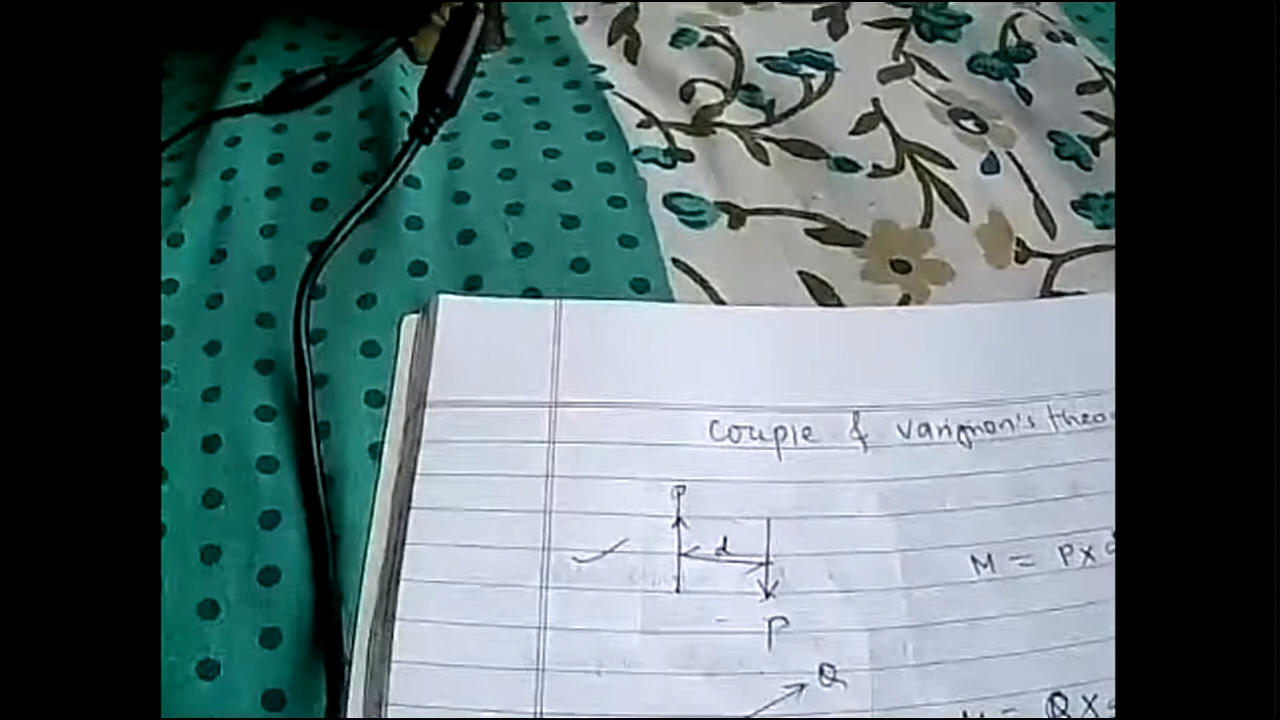 couple & varignon's theo
P
d
M = P x d
P
Q
M = Q x